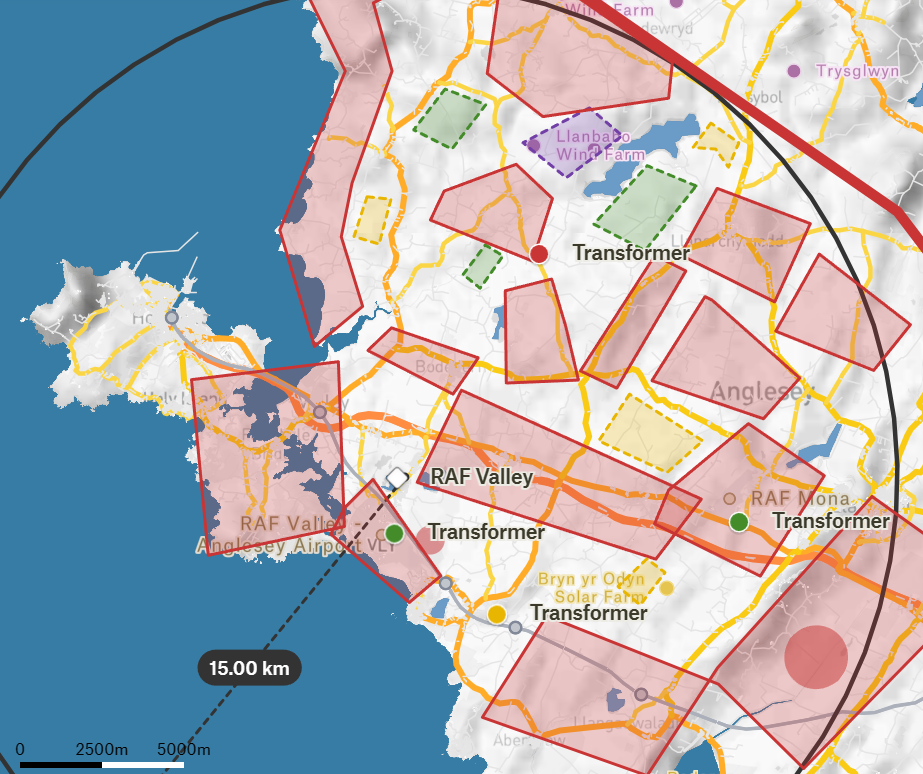 Wind Farm
Trysglwyn
Llanbabo
Wind Farm
Transformer
Anglesey
RAF Valley
RAF Mona
RAF Valley -
Anglesey Airport VLY
Transformer
Transformer
Bryn yr Odyn
Solar Farm
Transformer
15.00 km
0 2500m 5000m